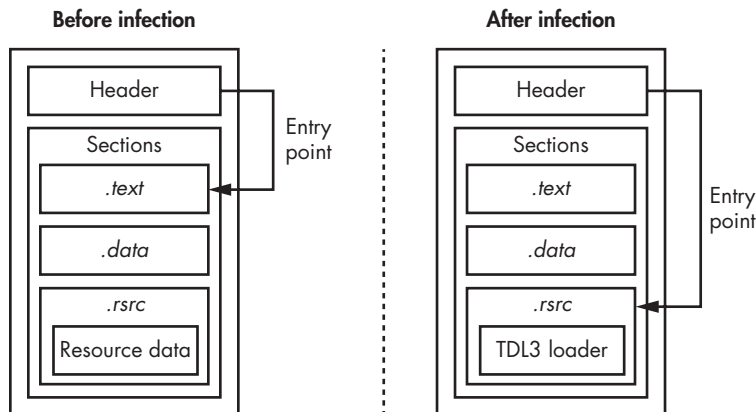 Before infection
Header
Entry
point
Sections
.text
.data
.rsrc
Resource data
After infection
Header
Entry
point
Sections
.text
.data
.rsrc
TDL3 loader